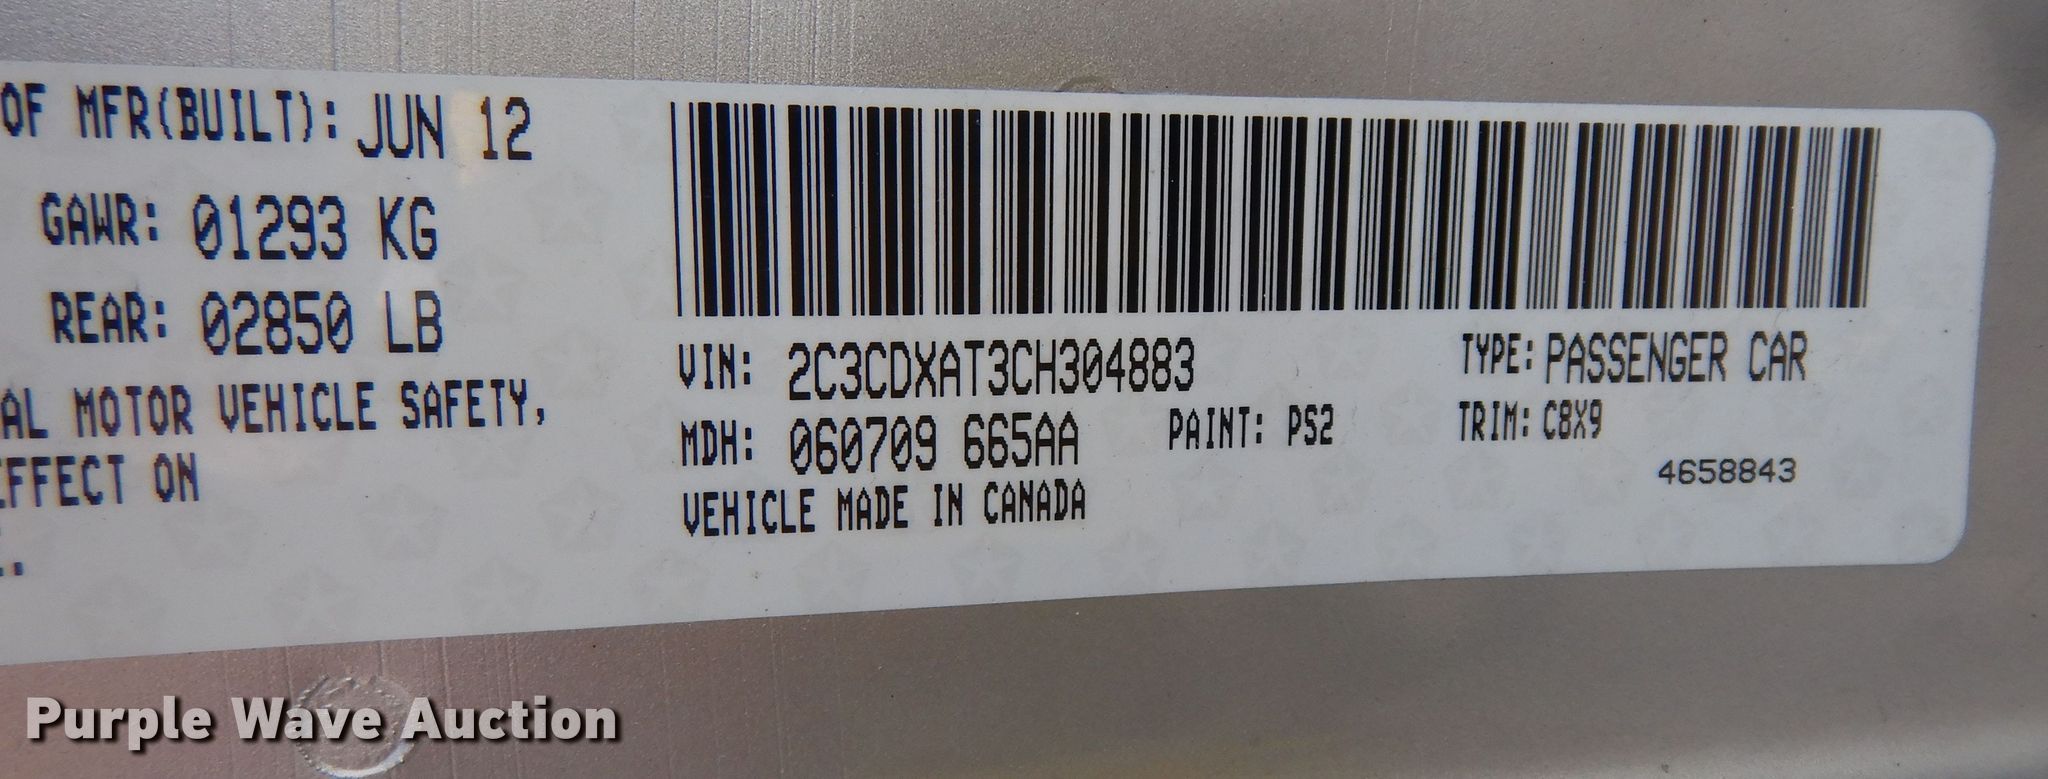 OF MFR(BUILT): JUN 12
GAWR: 01293 KG
REAR: 02850 LB
AL MOTOR VEHICLE SAFETY,
EFFECT ON
VIN: 2C3CDXAT3CH304883
TYPE: PASSENGER CAR
MDH: 060709 665AA
PAINT: PS2
TRIM: C8X9
VEHICLE MADE IN CANADA
4658843
Purple Wave Auction